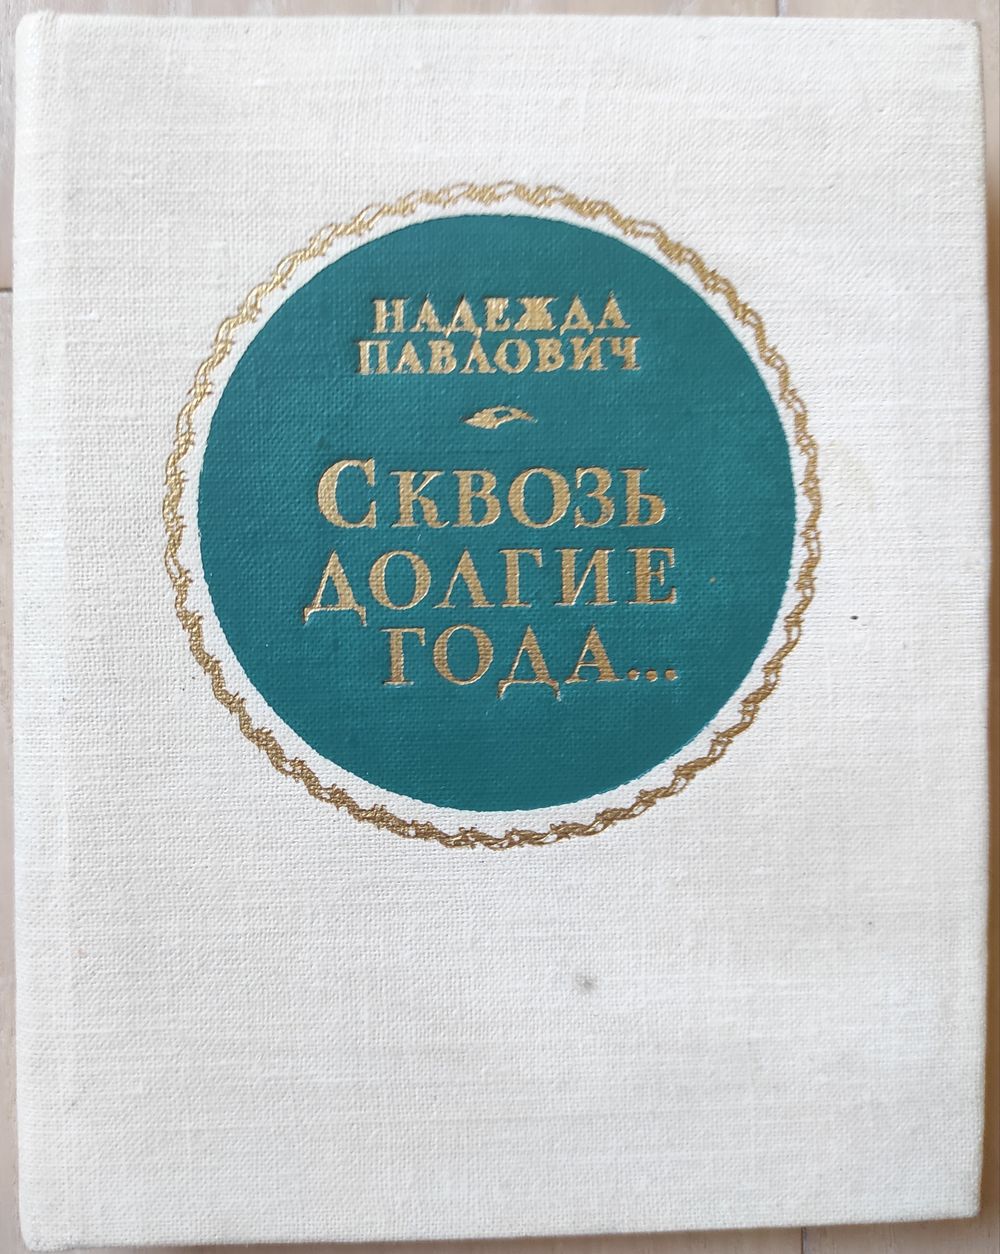 НАДЕЖДА
ПАВЛОВИЧ
СКВОЗЬ
ДОЛГИЕ
ГОДА...